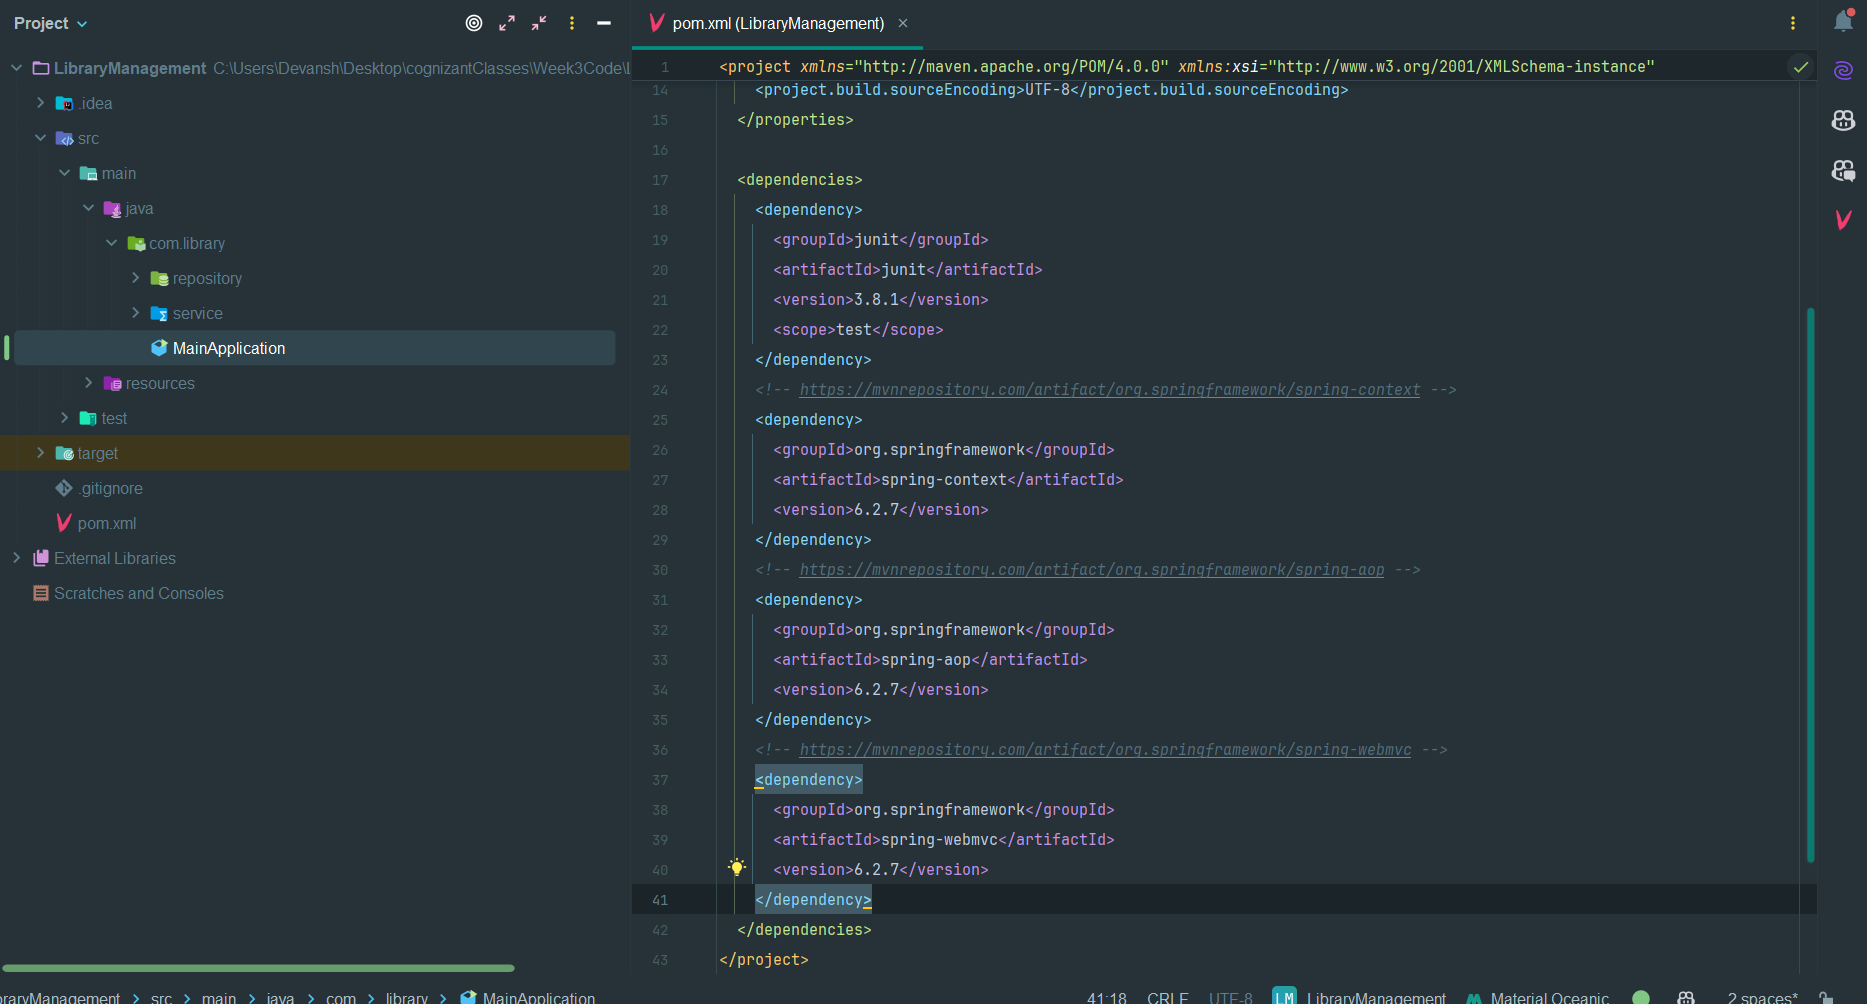 Project
LibraryManagement C:\Users\Devansh\Desktop\cognizantClasses\Week3Code\
.idea
src
main
java
com.library
repository
service
MainApplication
resources
test
target
.gitignore
pom.xml
External Libraries
Scratches and Consoles
pom.xml (LibraryManagement)
1 <project xmlns="http://maven.apache.org/POM/4.0.0" xmlns:xsi="http://www.w3.org/2001/XMLSchema-instance"
14 <project.build.sourceEncoding>UTF-8</project.build.sourceEncoding>
15 </properties>
16
17 <dependencies>
18 <dependency>
19 <groupId>junit</groupId>
20 <artifactId>junit</artifactId>
21 <version>3.8.1</version>
22 <scope>test</scope>
23 </dependency>
24 <!-- https://mvnrepository.com/artifact/org.springframework/spring-context -->
25 <dependency>
26 <groupId>org.springframework</groupId>
27 <artifactId>spring-context</artifactId>
28 <version>6.2.7</version>
29 </dependency>
30 <!-- https://mvnrepository.com/artifact/org.springframework/spring-aop -->
31 <dependency>
32 <groupId>org.springframework</groupId>
33 <artifactId>spring-aop</artifactId>
34 <version>6.2.7</version>
35 </dependency>
36 <!-- https://mvnrepository.com/artifact/org.springframework/spring-webmvc -->
37 <dependency>
38 <groupId>org.springframework</groupId>
39 <artifactId>spring-webmvc</artifactId>
40 <version>6.2.7</version>
41 </dependency>
42 </dependencies>
43 </project>
braryManagement > src > main > java > com > library > MainApplication
41:18 CRLF UTF-8 LM LibraryManagement Material Oceanic 2 spaces*